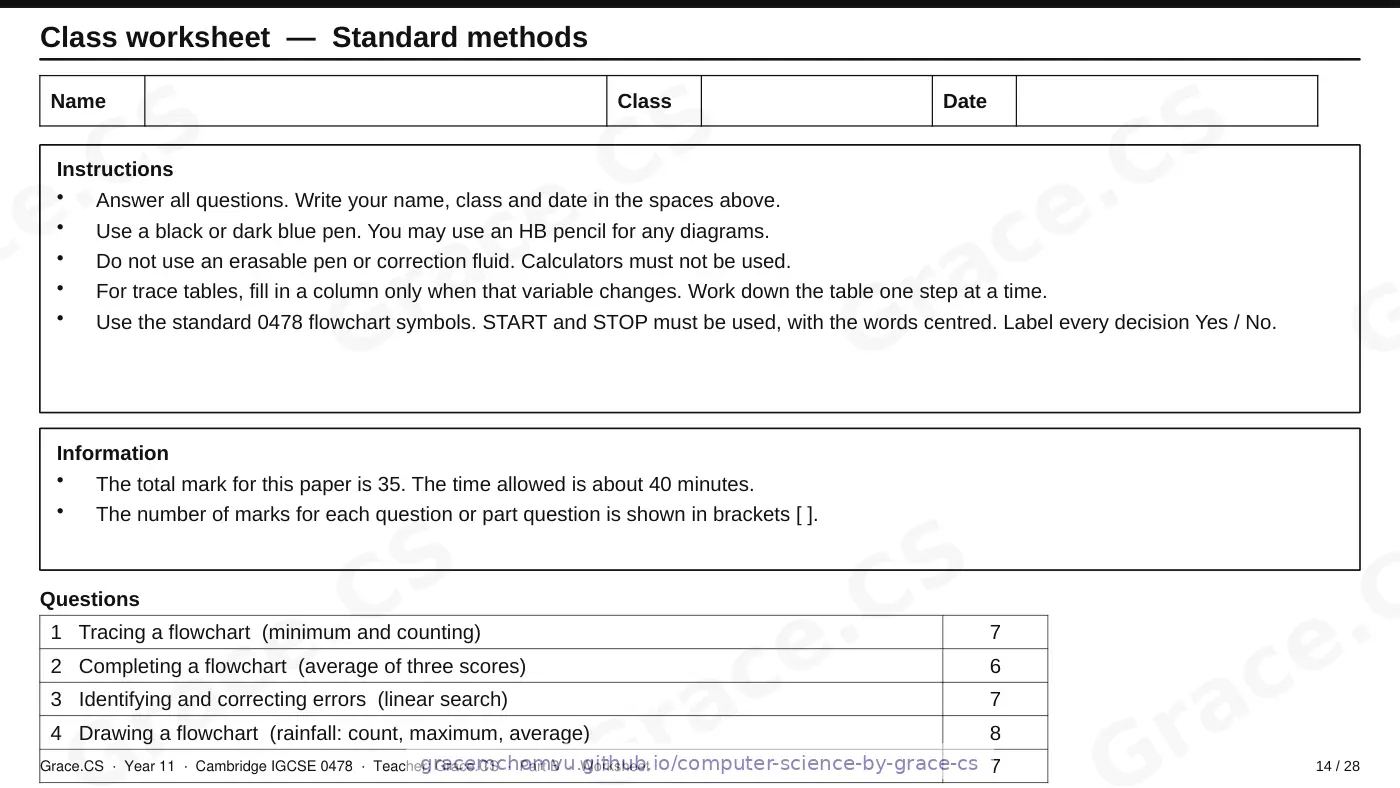 Class worksheet — Standard methods
Name Class Date
Instructions
• Answer all questions. Write your name, class and date in the spaces above.
• Use a black or dark blue pen. You may use an HB pencil for any diagrams.
• Do not use an erasable pen or correction fluid. Calculators must not be used.
• For trace tables, fill in a column only when that variable changes. Work down the table one step at a time.
• Use the standard 0478 flowchart symbols. START and STOP must be used, with the words centred. Label every decision Yes / No.
Information
• The total mark for this paper is 35. The time allowed is about 40 minutes.
• The number of marks for each question or part question is shown in brackets [ ].
Questions
1 Tracing a flowchart (minimum and counting) 7
2 Completing a flowchart (average of three scores) 6
3 Identifying and correcting errors (linear search) 7
4 Drawing a flowchart (rainfall: count, maximum, average) 8
7
Grace.CS · Year 11 · Cambridge IGCSE 0478 · Teacher Grace.CS · Part B · Worksheet
gracemchomvu.github.io/computer-science-by-grace-cs
14 / 28
Grace.CS